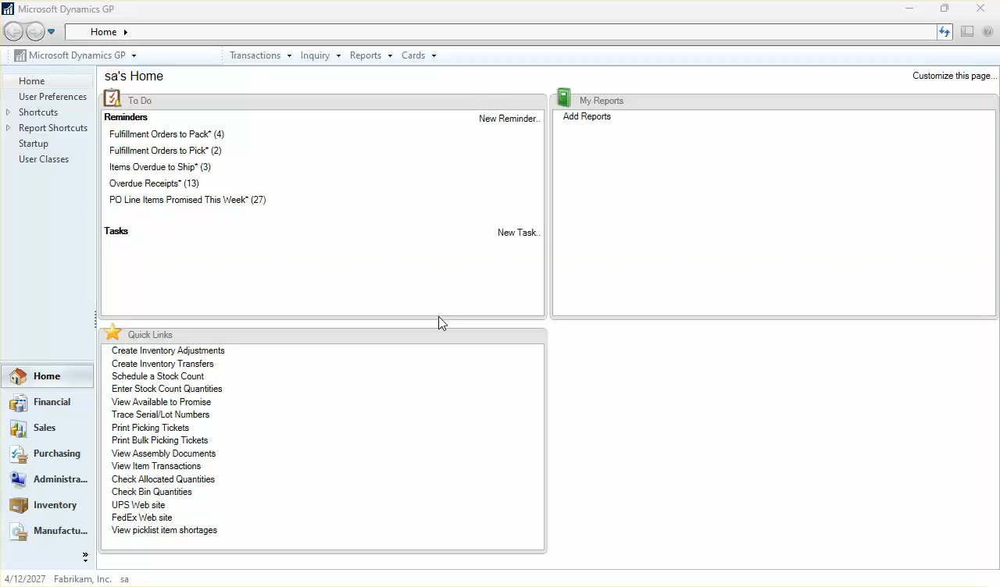 Microsoft Dynamics GP
Home
Microsoft Dynamics GP Transactions Inquiry Reports Cards
Home
User Preferences
Shortcuts
Report Shortcuts
Startup
User Classes
Home
Financial
Sales
Purchasing
Administra...
Inventory
Manufactu...
sa's Home
Customize this page...
To Do
Reminders
New Reminder..
Fulfillment Orders to Pack* (4)
Fulfillment Orders to Pick* (2)
Items Overdue to Ship* (3)
Overdue Receipts* (13)
PO Line Items Promised This Week* (27)
Tasks
New Task..
My Reports
Add Reports
Quick Links
Create Inventory Adjustments
Create Inventory Transfers
Schedule a Stock Count
Enter Stock Count Quantities
View Available to Promise
Trace Serial/Lot Numbers
Print Picking Tickets
Print Bulk Picking Tickets
View Assembly Documents
View Item Transactions
Check Allocated Quantities
Check Bin Quantities
UPS Web site
FedEx Web site
View picklist item shortages
4/12/2027 Fabrikam, Inc. sa